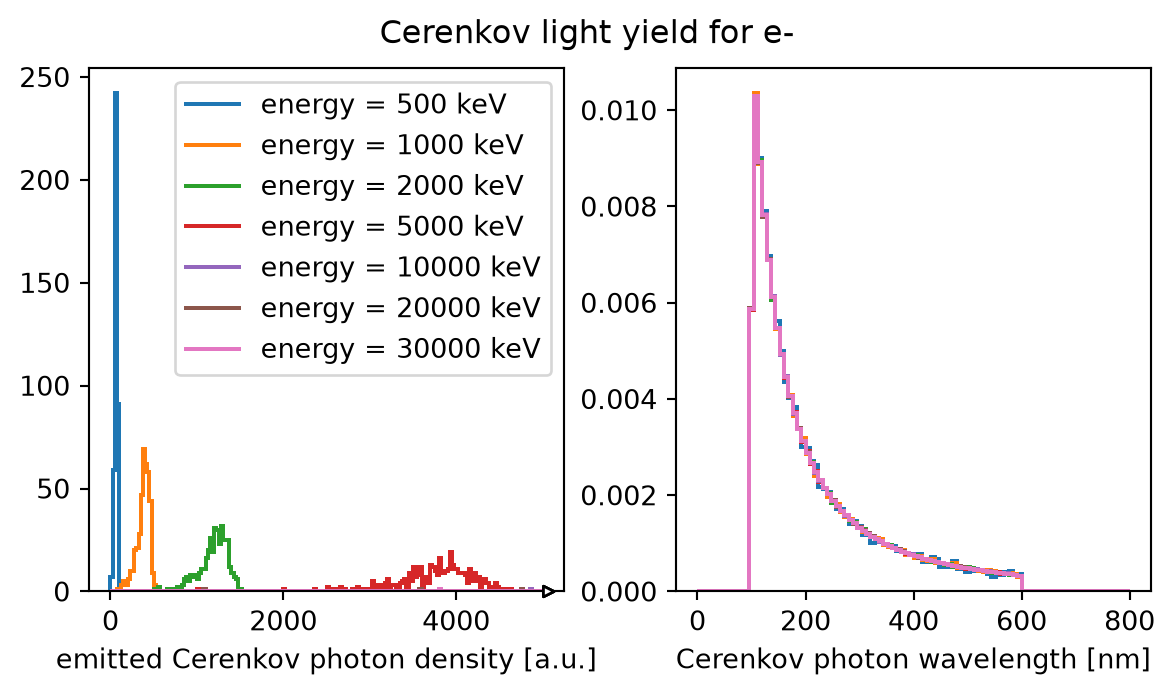 Cerenkov light yield for e-
250
200
150
100
50
0
energy = 500 keV
energy = 1000 keV
energy = 2000 keV
energy = 5000 keV
energy = 10000 keV
energy = 20000 keV
energy = 30000 keV
0 2000 4000
emitted Cerenkov photon density [a.u.]
0.010
0.008
0.006
0.004
0.002
0.000
0 200 400 600 800
Cerenkov photon wavelength [nm]